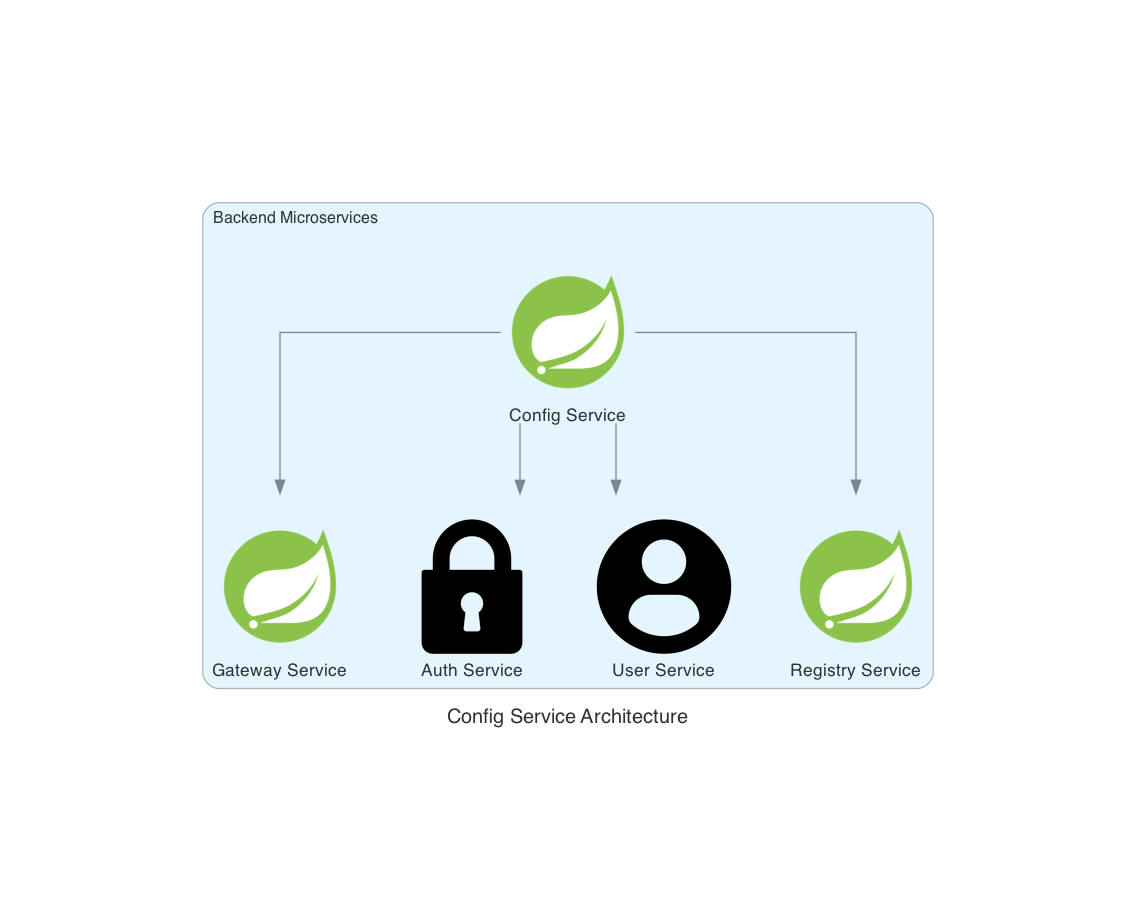 Backend Microservices
Config Service
Gateway Service
Auth Service
User Service
Registry Service
Config Service Architecture